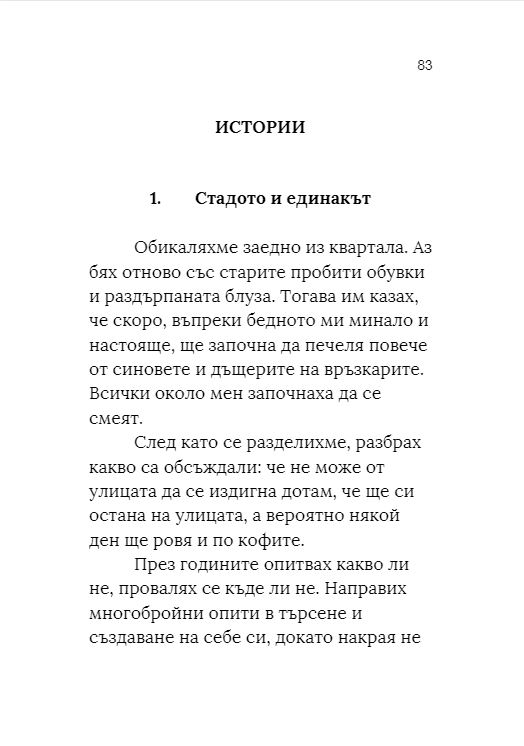 83
ИСТОРИИ
1. Стадото и единакът
Обикаляхме заедно из квартала. Аз
бях отново със старите пробити обувки
и раздърпаната блуза. Тогава им казах,
че скоро, въпреки бедното ми минало и
настояще, ще започна да печеля повече
от синовете и дъщерите на връзкарите.
Всички около мен започнаха да се
смеят.
След като се разделихме, разбрах
какво са обсъждали: че не може от
улицата да се издигна дотам, че ще си
остана на улицата, а вероятно някой
ден ще ровя и по кофите.
През годините опитвах какво ли
не, провалях се къде ли не. Направих
многобройни опити в търсене и
създаване на себе си, докато накрая не